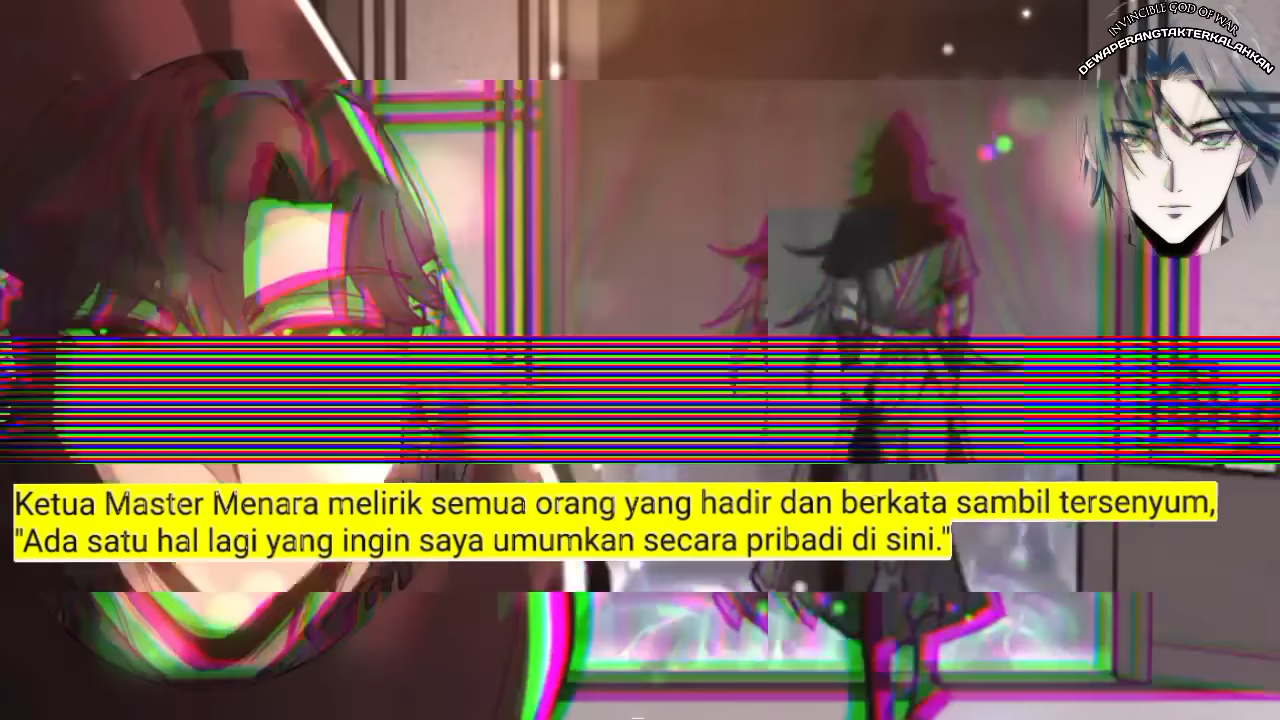 INVINCIBLE GOD OF WAR
DEWAPERANGTAKTERKALAHKAN
Ketua Master Menara melirik semua orang yang hadir dan berkata sambil tersenyum,
"Ada satu hal lagi yang ingin saya umumkan secara pribadi di sini."